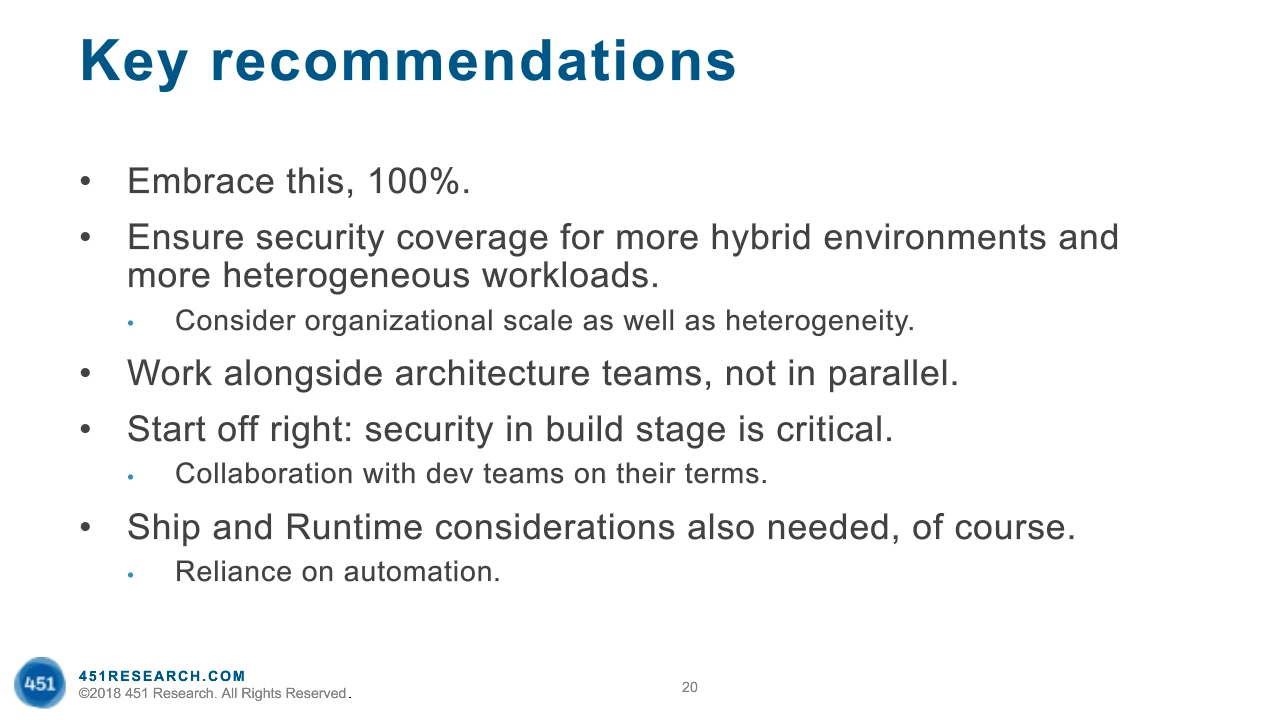 Key recommendations
• Embrace this, 100%.
• Ensure security coverage for more hybrid environments and
more heterogeneous workloads.
• Consider organizational scale as well as heterogeneity.
• Work alongside architecture teams, not in parallel.
• Start off right: security in build stage is critical.
• Collaboration with dev teams on their terms.
• Ship and Runtime considerations also needed, of course.
• Reliance on automation.
451
451RESEARCH.COM
©2018 451 Research. All Rights Reserved.
20